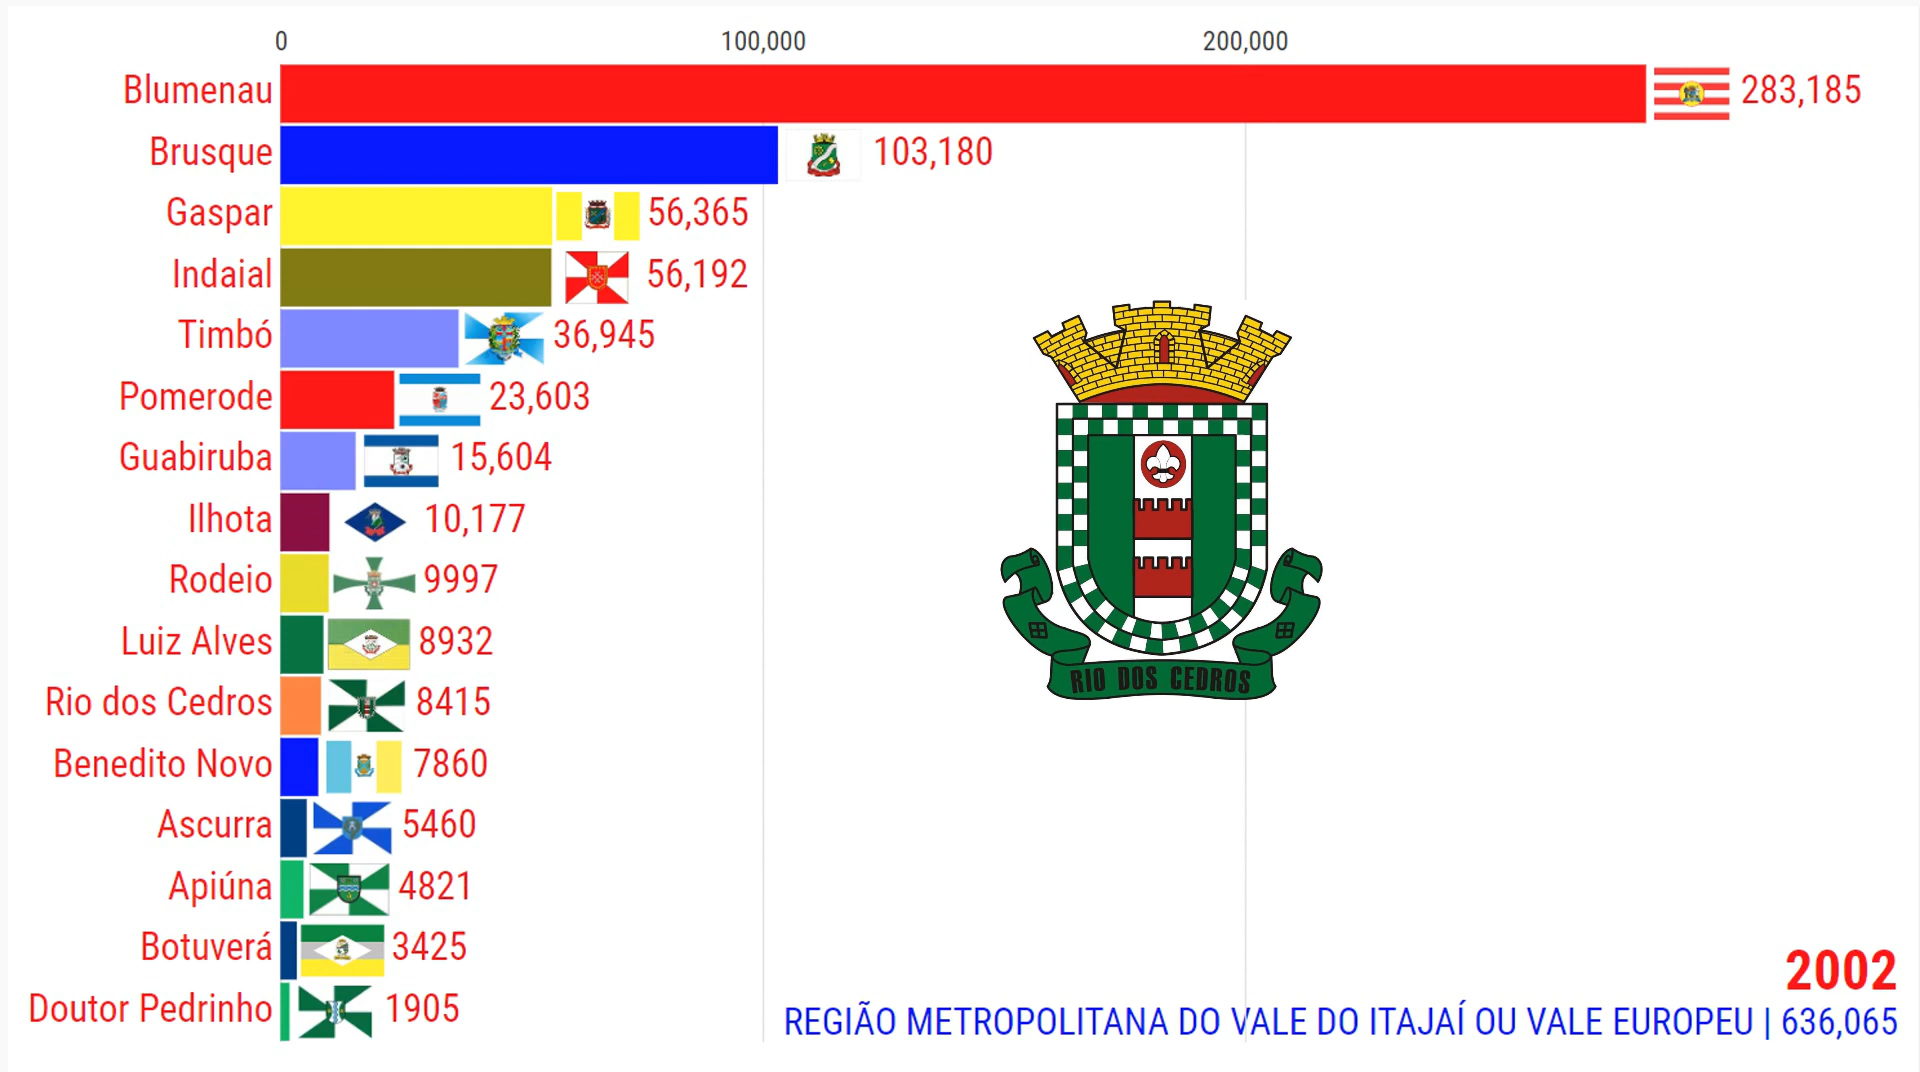 0 100,000 200,000
Blumenau 283,185
Brusque 103,180
Gaspar 56,365
Indaial 56,192
Timbó 36,945
Pomerode 23,603
Guabiruba 15,604
Ilhota 10,177
Rodeio 9997
Luiz Alves 8932
Rio dos Cedros 8415
Benedito Novo 7860
Ascurra 5460
Apiúna 4821
Botuverá 3425
Doutor Pedrinho 1905
RIO DOS CEDROS
2002
REGIÃO METROPOLITANA DO VALE DO ITAJAÍ OU VALE EUROPEU | 636,065